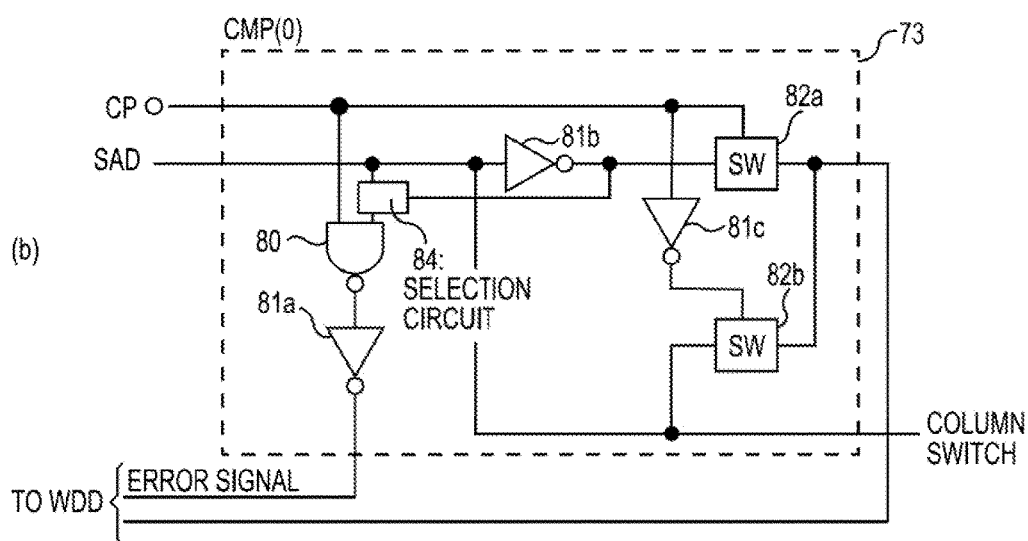 CMP(0)
73
CP
82a
81b
SAD
SW
80
81c
(b)
84:
SELECTION
CIRCUIT
82b
81a
SW
COLUMN
SWITCH
ERROR SIGNAL
TO WDD